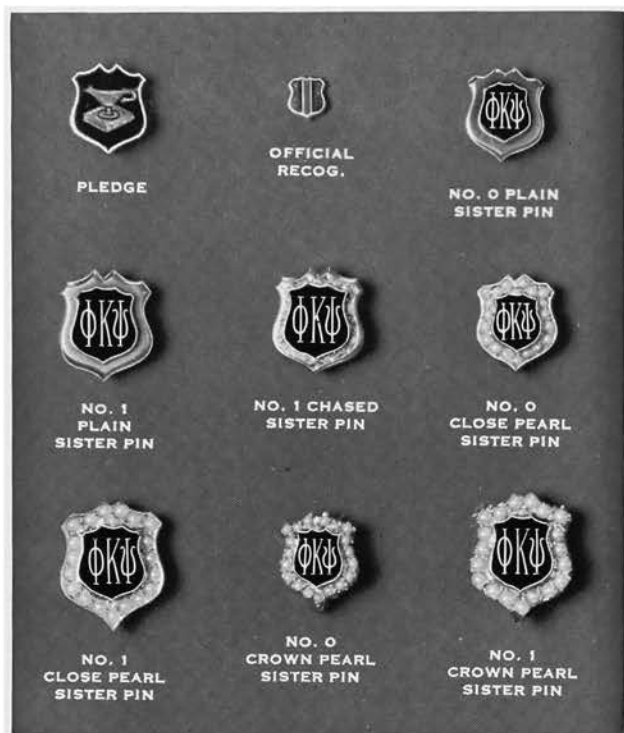 PLEDGE
OFFICIAL
RECOG.
ΦΚΨ
NO. 0 PLAIN
SISTER PIN
ΦΚΨ
NO. 1
PLAIN
SISTER PIN
ΦΚΨ
NO. 1 CHASED
SISTER PIN
ΦΚΨ
NO. 0
CLOSE PEARL
SISTER PIN
ΦΚΨ
NO. 1
CLOSE PEARL
SISTER PIN
ΦΚΨ
NO. 0
CROWN PEARL
SISTER PIN
ΦΚΨ
NO. 1
CROWN PEARL
SISTER PIN